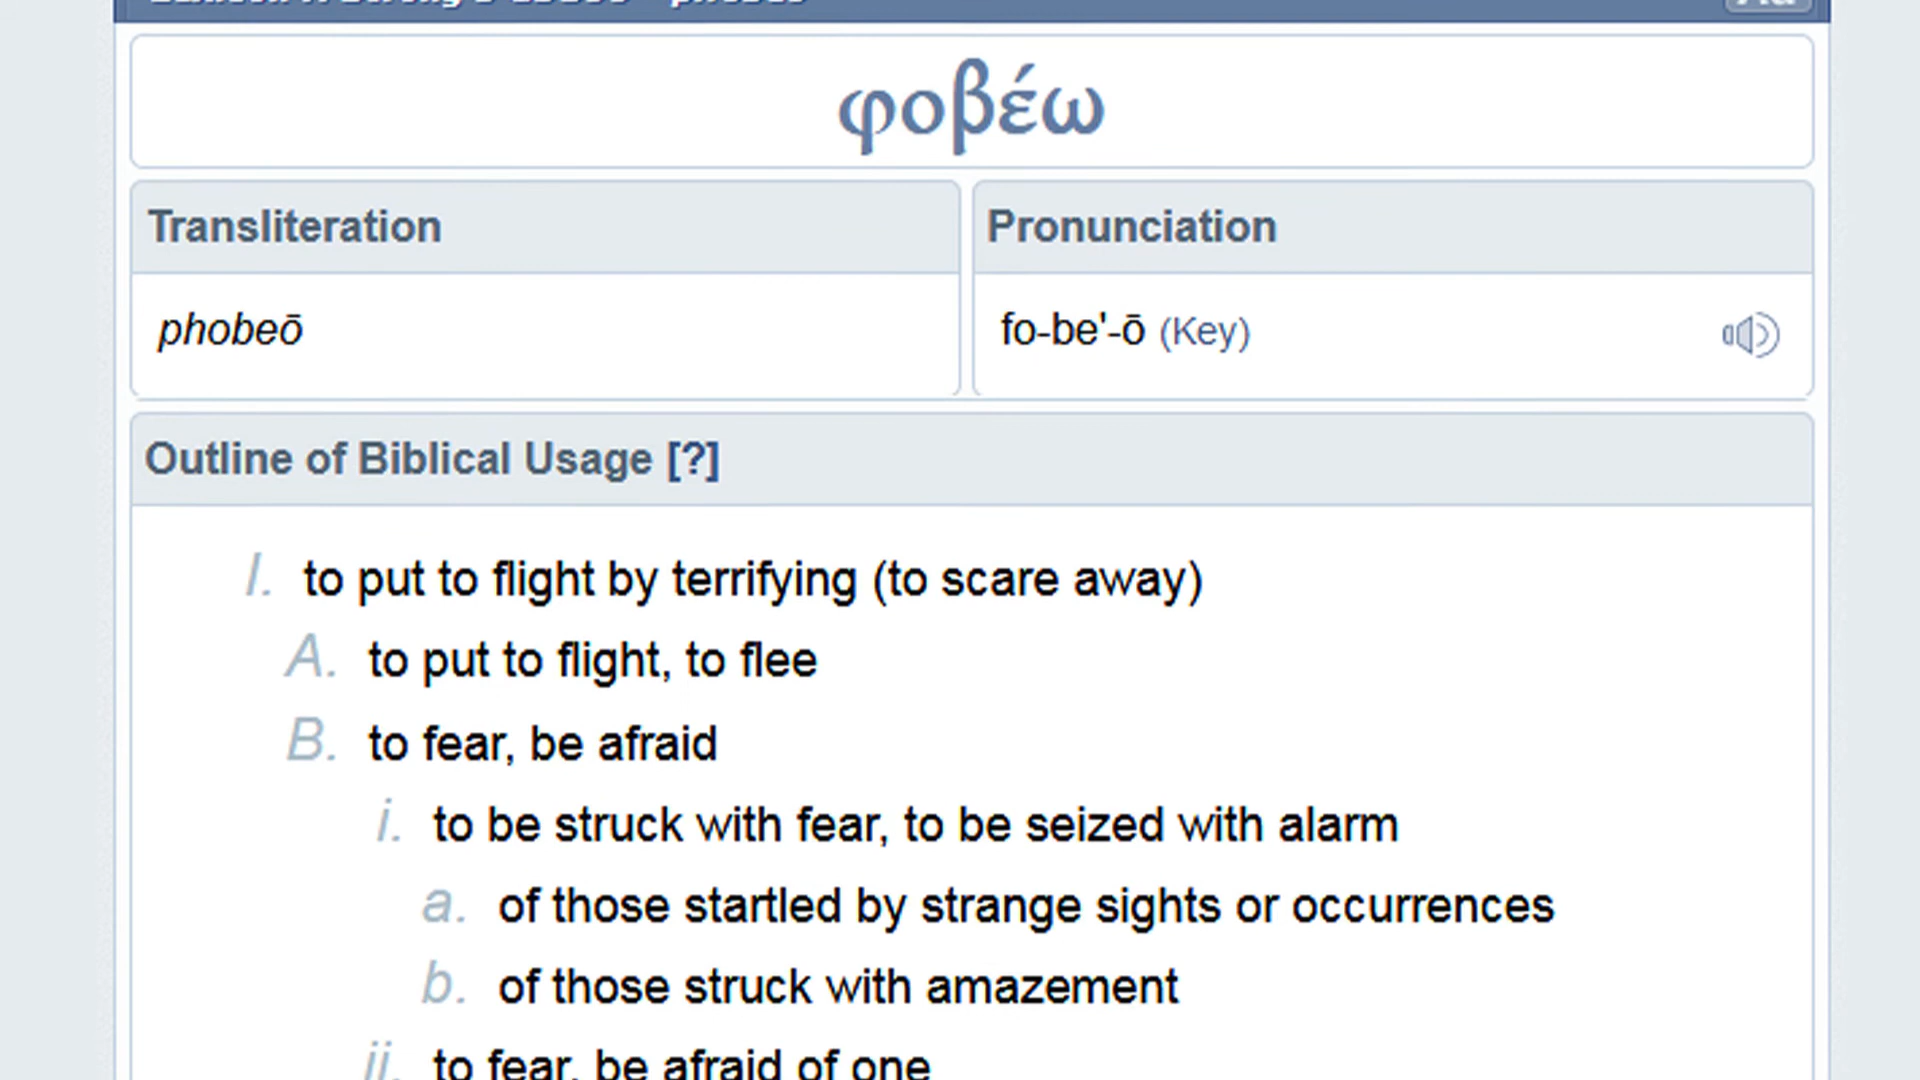 φοβέω
Transliteration
Pronunciation
phobeō
fo-be'-ō (Key)
Outline of Biblical Usage [?]
I. to put to flight by terrifying (to scare away)
A. to put to flight, to flee
B. to fear, be afraid
i. to be struck with fear, to be seized with alarm
a. of those startled by strange sights or occurrences
b. of those struck with amazement
ii. to fear, be afraid of one